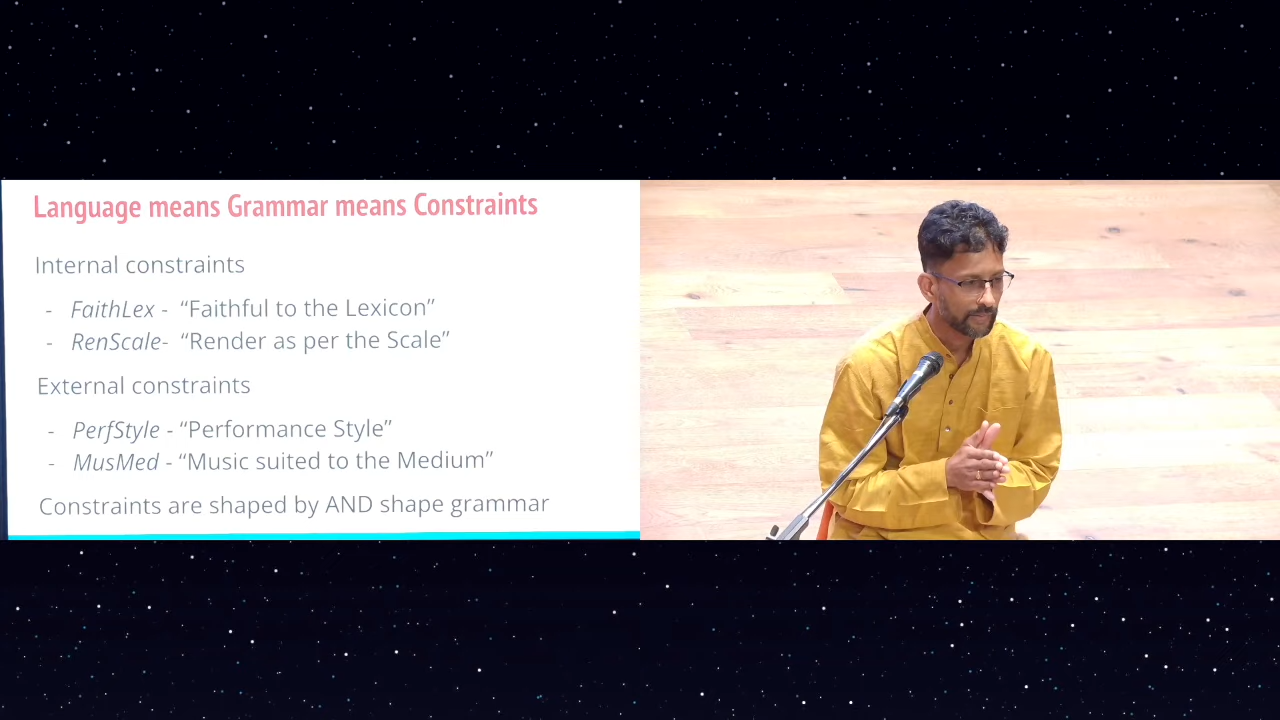 Language means Grammar means Constraints
Internal constraints
- FaithLex - “Faithful to the Lexicon”
- RenScale- “Render as per the Scale”
External constraints
- PerfStyle - “Performance Style”
- MusMed - “Music suited to the Medium”
Constraints are shaped by AND shape grammar